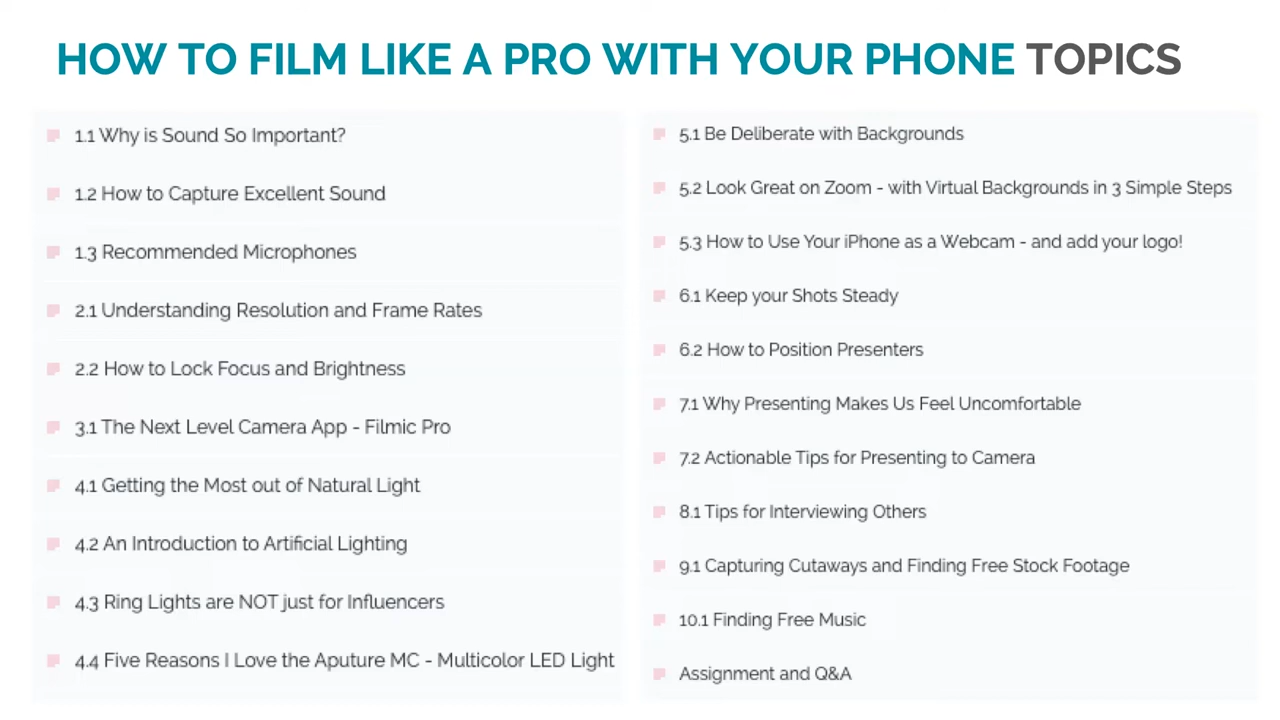 HOW TO FILM LIKE A PRO WITH YOUR PHONE TOPICS
1.1 Why is Sound So Important?
1.2 How to Capture Excellent Sound
1.3 Recommended Microphones
2.1 Understanding Resolution and Frame Rates
2.2 How to Lock Focus and Brightness
3.1 The Next Level Camera App - Filmic Pro
4.1 Getting the Most out of Natural Light
4.2 An Introduction to Artificial Lighting
4.3 Ring Lights are NOT just for Influencers
4.4 Five Reasons I Love the Aputure MC - Multicolor LED Light
5.1 Be Deliberate with Backgrounds
5.2 Look Great on Zoom - with Virtual Backgrounds in 3 Simple Steps
5.3 How to Use Your iPhone as a Webcam - and add your logo!
6.1 Keep your Shots Steady
6.2 How to Position Presenters
7.1 Why Presenting Makes Us Feel Uncomfortable
7.2 Actionable Tips for Presenting to Camera
8.1 Tips for Interviewing Others
9.1 Capturing Cutaways and Finding Free Stock Footage
10.1 Finding Free Music
Assignment and Q&A